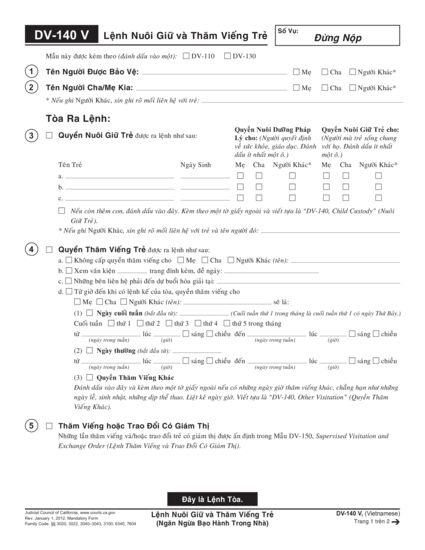 DV-140 V Lệnh Nuôi Giữ và Thăm Viếng Trẻ
Số Vụ:
Đừng Nộp
Mẫu này được kèm theo (đánh dấu vào một): DV-110 DV-130
1 Tên Người Được Bảo Vệ: Mẹ Cha Người Khác*
2 Tên Người Cha/Mẹ Kia: Mẹ Cha Người Khác*
* Nếu ghi Người Khác, xin ghi rõ mối liên hệ với trẻ:
Tòa Ra Lệnh:
3 Quyền Nuôi Giữ Trẻ được ra lệnh như sau:
Quyền Nuôi Dưỡng Pháp Lý cho: (Người quyết định về sức khỏe, giáo dục. Đánh dấu ít nhất một ô.)
Quyền Nuôi Giữ Trẻ cho: (Người mà trẻ sống chung với họ. Đánh dấu ít nhất một ô.)
Tên Trẻ Ngày Sinh Mẹ Cha Người Khác* Mẹ Cha Người Khác*
a.
b.
c.
Nếu còn thêm con, đánh dấu vào đây. Kèm theo một tờ giấy ngoài và viết tựa là "DV-140, Child Custody" (Nuôi
Giữ Trẻ).
* Nếu ghi Người Khác, xin ghi rõ mối liên hệ với trẻ và tên người đó:
4 Quyền Thăm Viếng Trẻ được ra lệnh như sau:
a. Không cấp quyền thăm viếng cho Mẹ Cha Người Khác (tên):
b. Xem văn kiện trang đính kèm, đề ngày:
c. Những bên liên hệ phải đến dự buổi hòa giải tại:
d. Từ giờ đến khi có lệnh kế của tòa, quyền thăm viếng cho
Mẹ Cha Người Khác (tên): sẽ là:
(1) Ngày cuối tuần (bắt đầu từ): (Cuối tuần thứ 1 trong tháng là cuối tuần thứ 1 có ngày Thứ Bảy.)
Cuối tuần thứ 1 thứ 2 thứ 3 thứ 4 thứ 5 trong tháng
từ lúc sáng chiều đến lúc sáng chiều
(ngày trong tuần) (giờ) (ngày trong tuần) (giờ)
(2) Ngày thường (bắt đầu từ):
từ lúc sáng chiều đến lúc sáng chiều
(ngày trong tuần) (giờ) (ngày trong tuần) (giờ)
(3) Quyền Thăm Viếng Khác
Đánh dấu vào đây và kèm theo một tờ giấy ngoài nếu có những ngày giờ thăm viếng khác, chẳng hạn như những
ngày lễ, sinh nhật, những dịp thể thao. Liệt kê ngày giờ. Viết tựa là "DV-140, Other Visitation" (Quyền Thăm
Viếng Khác).
5 Thăm Viếng hoặc Trao Đổi Có Giám Thị
Những lần thăm viếng và/hoặc trao đổi trẻ có giám thị được ấn định trong Mẫu DV-150, Supervised Visitation and
Exchange Order (Lệnh Thăm Viếng và Trao Đổi Có Giám Thị).
Đây là Lệnh Tòa.
Judicial Council of California, www.courts.ca.gov
Rev. January 1, 2012, Mandatory Form
Family Code, §§ 3020, 3022, 3040–3043, 3100, 6340, 7604
Lệnh Nuôi Giữ và Thăm Viếng Trẻ
(Ngăn Ngừa Bạo Hành Trong Nhà)
DV-140 V, (Vietnamese)
Trang 1 trên 2